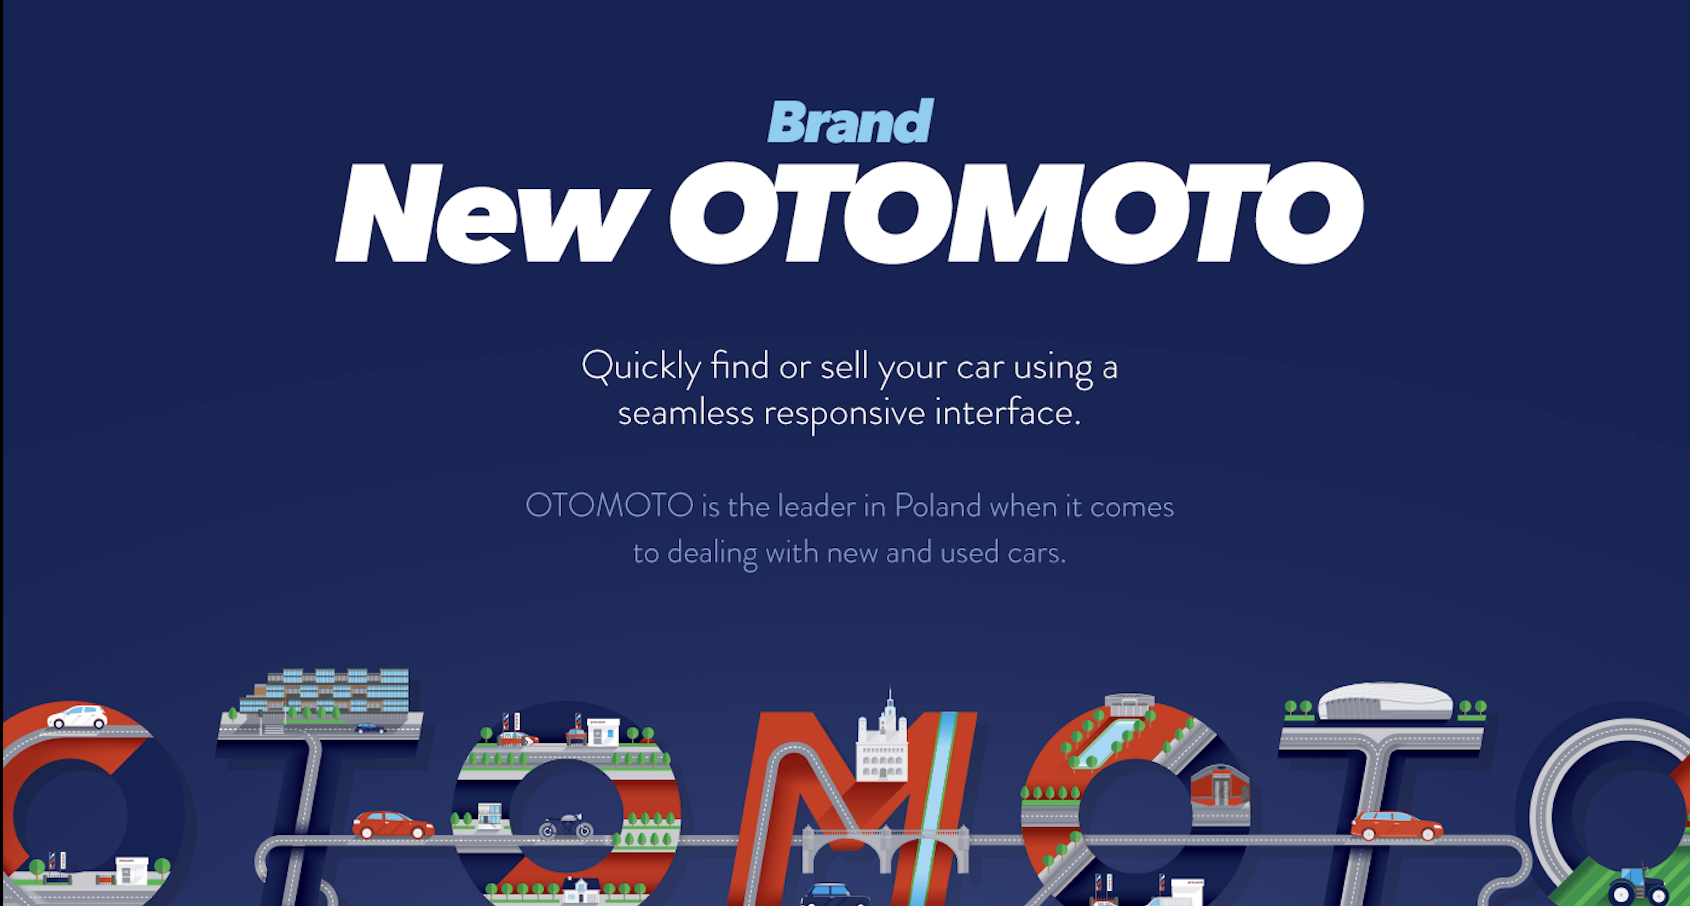 Brand
New OTOMOTO
Quickly find or sell your car using a
seamless responsive interface.
OTOMOTO is the leader in Poland when it comes
to dealing with new and used cars.
OTOMOTO